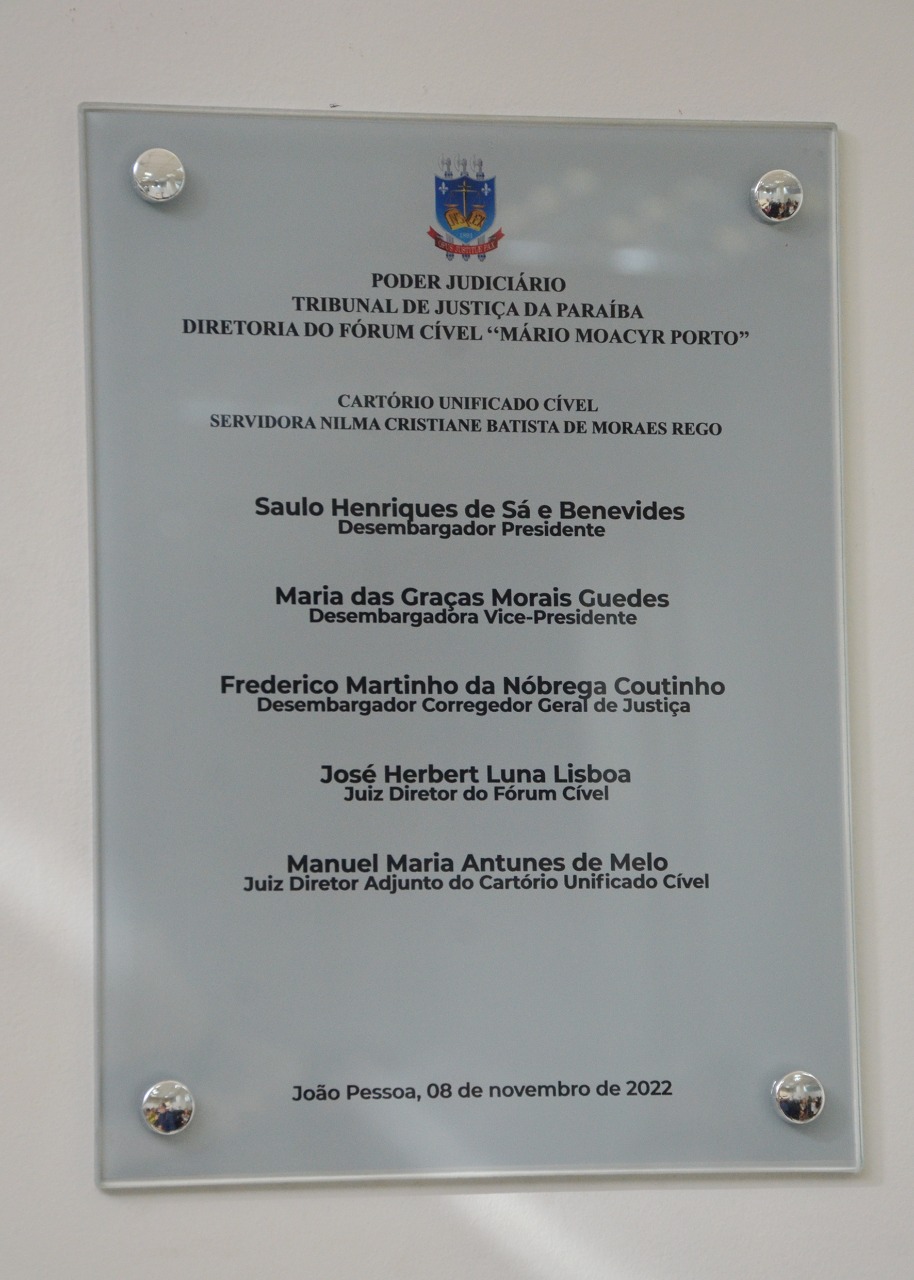 PODER JUDICIÁRIO
TRIBUNAL DE JUSTIÇA DA PARAÍBA
DIRETORIA DO FÓRUM CÍVEL “MÁRIO MOACYR PORTO”
CARTÓRIO UNIFICADO CÍVEL
SERVIDORA NILMA CRISTIANE BATISTA DE MORAES REGO
Saulo Henriques de Sá e Benevides
Desembargador Presidente
Maria das Graças Morais Guedes
Desembargadora Vice-Presidente
Frederico Martinho da Nóbrega Coutinho
Desembargador Corregedor Geral de Justiça
José Herbert Luna Lisboa
Juiz Diretor do Fórum Cível
Manuel Maria Antunes de Melo
Juiz Diretor Adjunto do Cartório Unificado Cível
João Pessoa, 08 de novembro de 2022